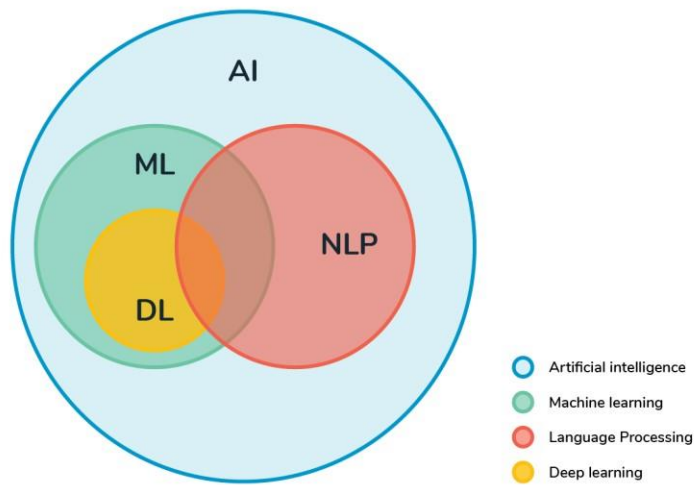 AI
ML
NLP
DL
Artificial intelligence
Machine learning
Language Processing
Deep learning